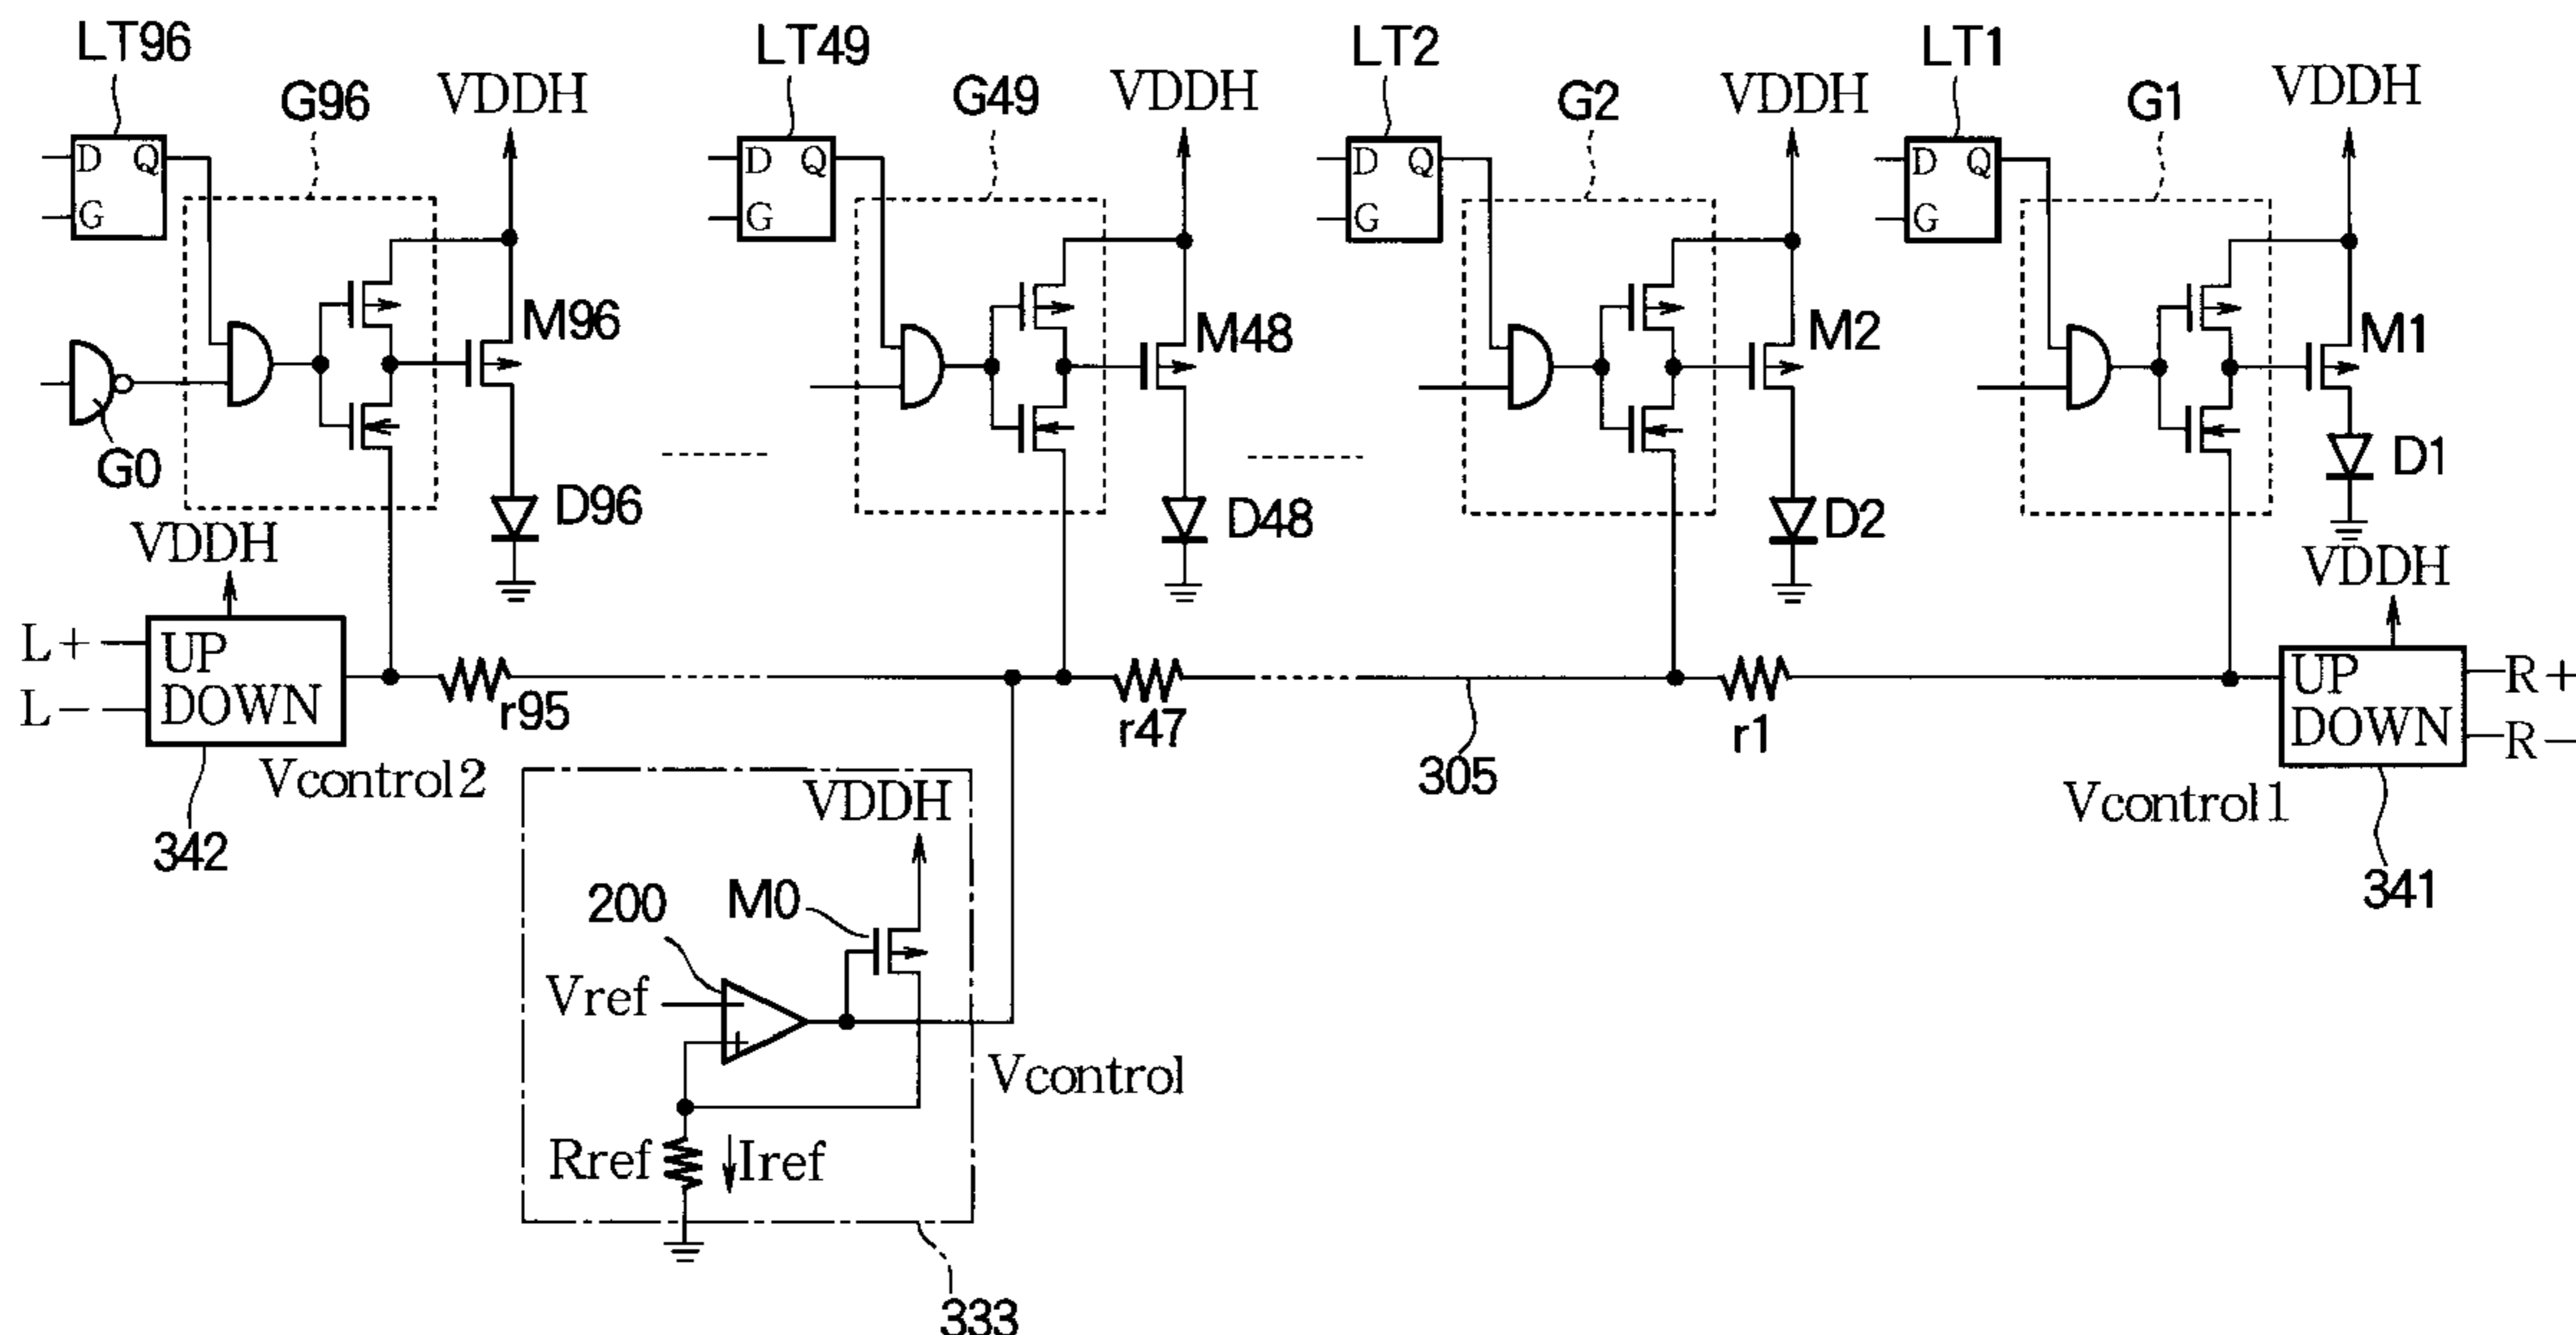 LT96
LT49
LT2
LT1
G96
VDDH
G49
VDDH
G2
VDDH
G1
VDDH
D Q
G
D Q
G
D Q
G
D Q
G
M96
M48
M2
M1
G0
D96
D48
D2
D1
VDDH
VDDH
L+
L−
UP
DOWN
r95
r47
r1
UP
DOWN
R+
R−
305
Vcontrol2
Vcontrol1
342
341
VDDH
200
M0
Vref
−
+
Vcontrol
Rref
Iref
333